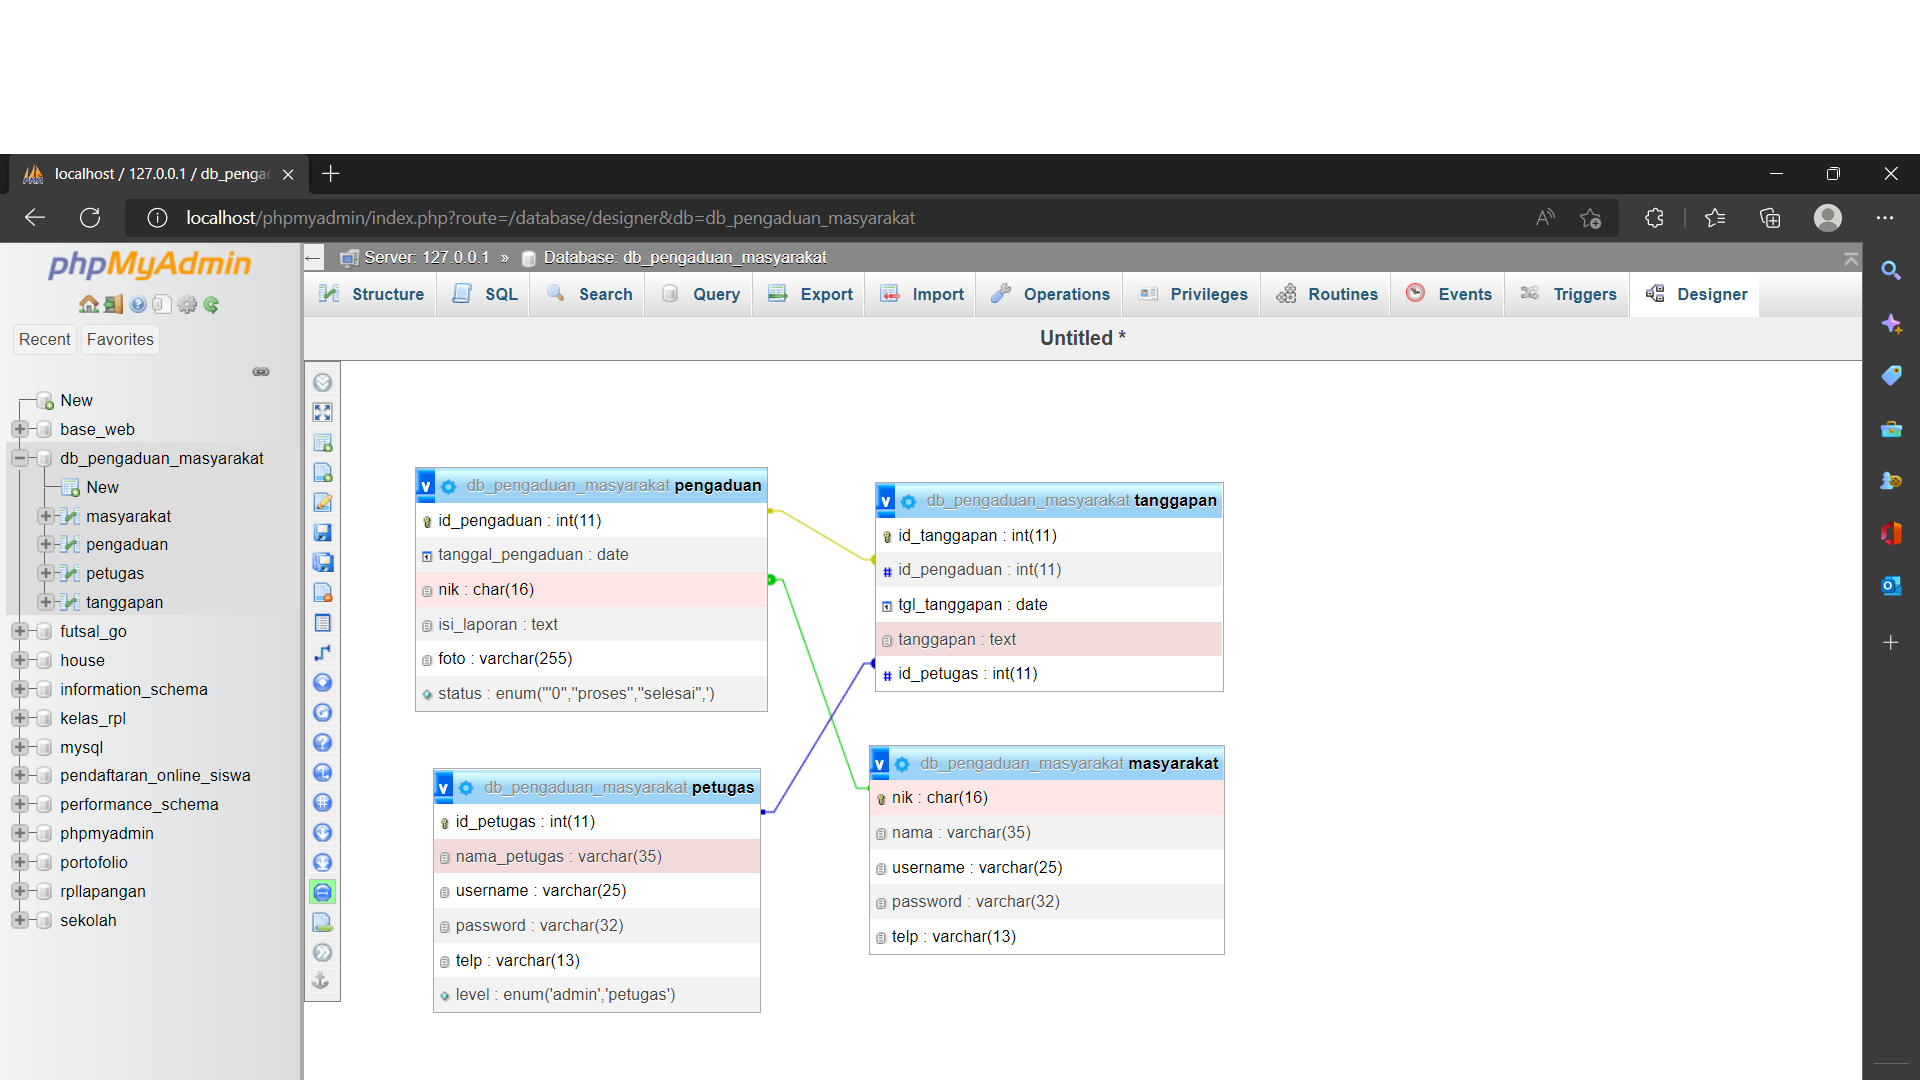 localhost / 127.0.0.1 / db_penga
localhost/phpmyadmin/index.php?route=/database/designer&db=db_pengaduan_masyarakat
phpMyAdmin
Recent
Favorites
New
base_web
db_pengaduan_masyarakat
New
masyarakat
pengaduan
petugas
tanggapan
futsal_go
house
information_schema
kelas_rpl
mysql
pendaftaran_online_siswa
performance_schema
phpmyadmin
portofolio
rpllapangan
sekolah
Server: 127.0.0.1 » Database: db_pengaduan_masyarakat
Structure SQL Search Query Export Import Operations Privileges Routines Events Triggers Designer
Untitled *
v db_pengaduan_masyarakat pengaduan
id_pengaduan : int(11)
tanggal_pengaduan : date
nik : char(16)
isi_laporan : text
foto : varchar(255)
status : enum('"0","proses","selesai",')
v db_pengaduan_masyarakat tanggapan
id_tanggapan : int(11)
# id_pengaduan : int(11)
tgl_tanggapan : date
tanggapan : text
# id_petugas : int(11)
v db_pengaduan_masyarakat petugas
id_petugas : int(11)
nama_petugas : varchar(35)
username : varchar(25)
password : varchar(32)
telp : varchar(13)
level : enum('admin','petugas')
v db_pengaduan_masyarakat masyarakat
nik : char(16)
nama : varchar(35)
username : varchar(25)
password : varchar(32)
telp : varchar(13)